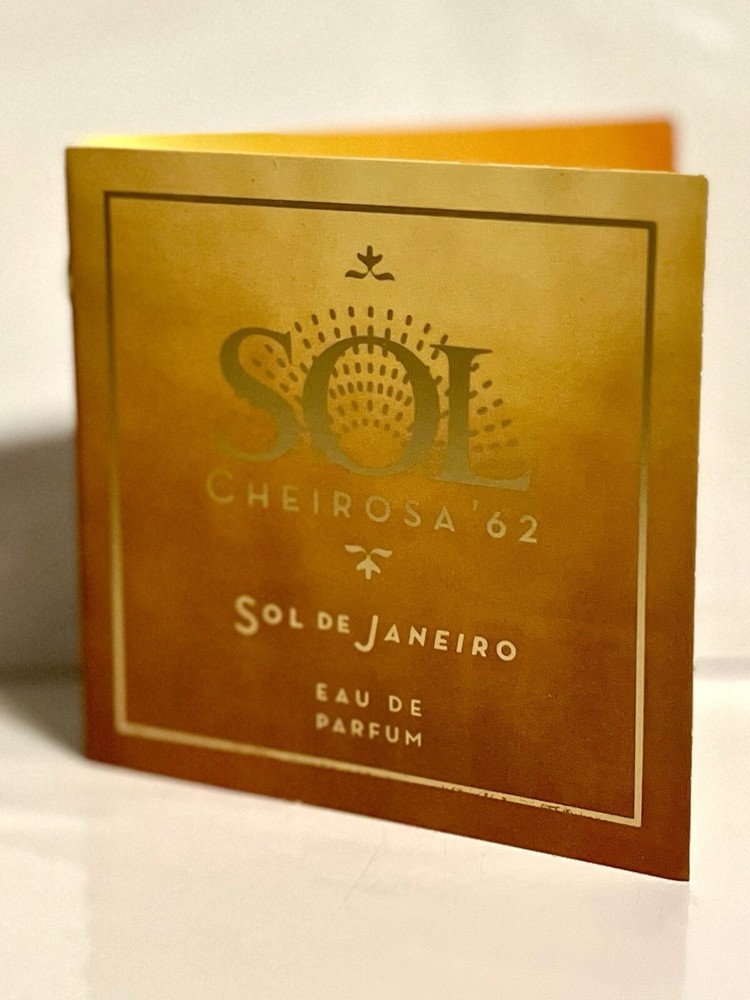 SOL
CHEIROSA '62
SOL DE JANEIRO
EAU DE
PARFUM